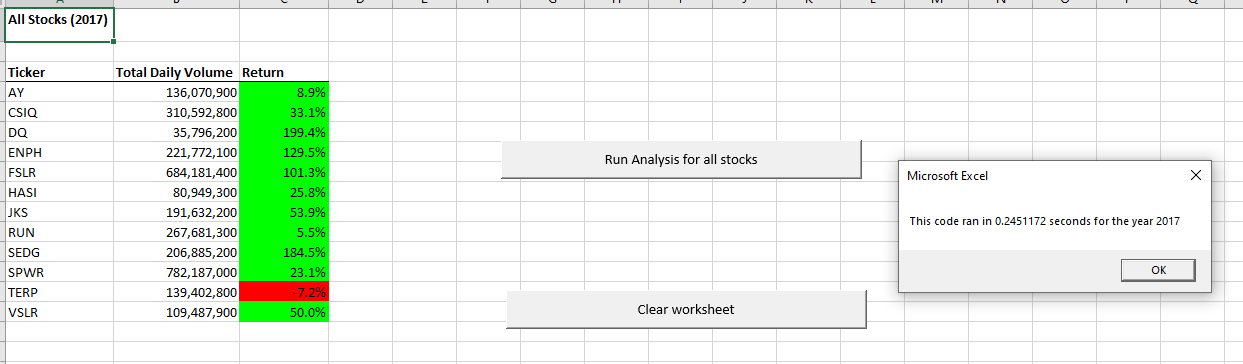 All Stocks (2017)
Ticker Total Daily Volume Return
AY 136,070,900 8.9%
CSIQ 310,592,800 33.1%
DQ 35,796,200 199.4%
ENPH 221,772,100 129.5%
FSLR 684,181,400 101.3%
HASI 80,949,300 25.8%
JKS 191,632,200 53.9%
RUN 267,681,300 5.5%
SEDG 206,885,200 184.5%
SPWR 782,187,000 23.1%
TERP 139,402,800 -7.2%
VSLR 109,487,900 50.0%
Run Analysis for all stocks
Clear worksheet
Microsoft Excel
This code ran in 0.2451172 seconds for the year 2017
OK